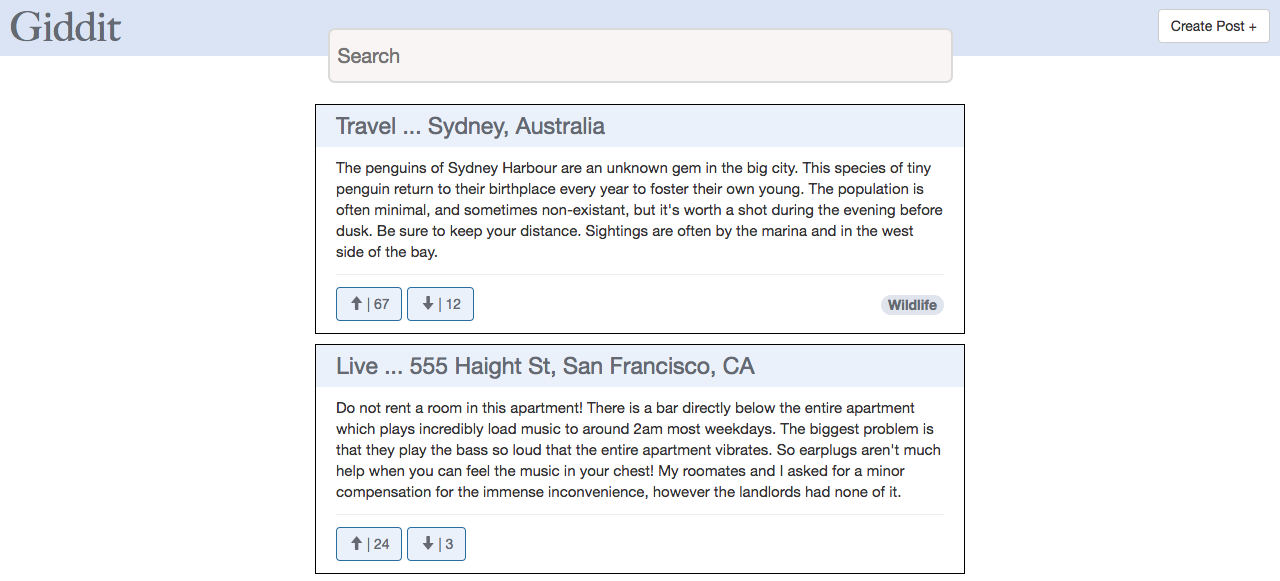 Giddit
Create Post +
Search
Travel ... Sydney, Australia
The penguins of Sydney Harbour are an unknown gem in the big city. This species of tiny
penguin return to their birthplace every year to foster their own young. The population is
often minimal, and sometimes non-existant, but it's worth a shot during the evening before
dusk. Be sure to keep your distance. Sightings are often by the marina and in the west
side of the bay.
| 67
| 12
Wildlife
Live ... 555 Haight St, San Francisco, CA
Do not rent a room in this apartment! There is a bar directly below the entire apartment
which plays incredibly load music to around 2am most weekdays. The biggest problem is
that they play the bass so loud that the entire apartment vibrates. So earplugs aren't much
help when you can feel the music in your chest! My roomates and I asked for a minor
compensation for the immense inconvenience, however the landlords had none of it.
| 24
| 3